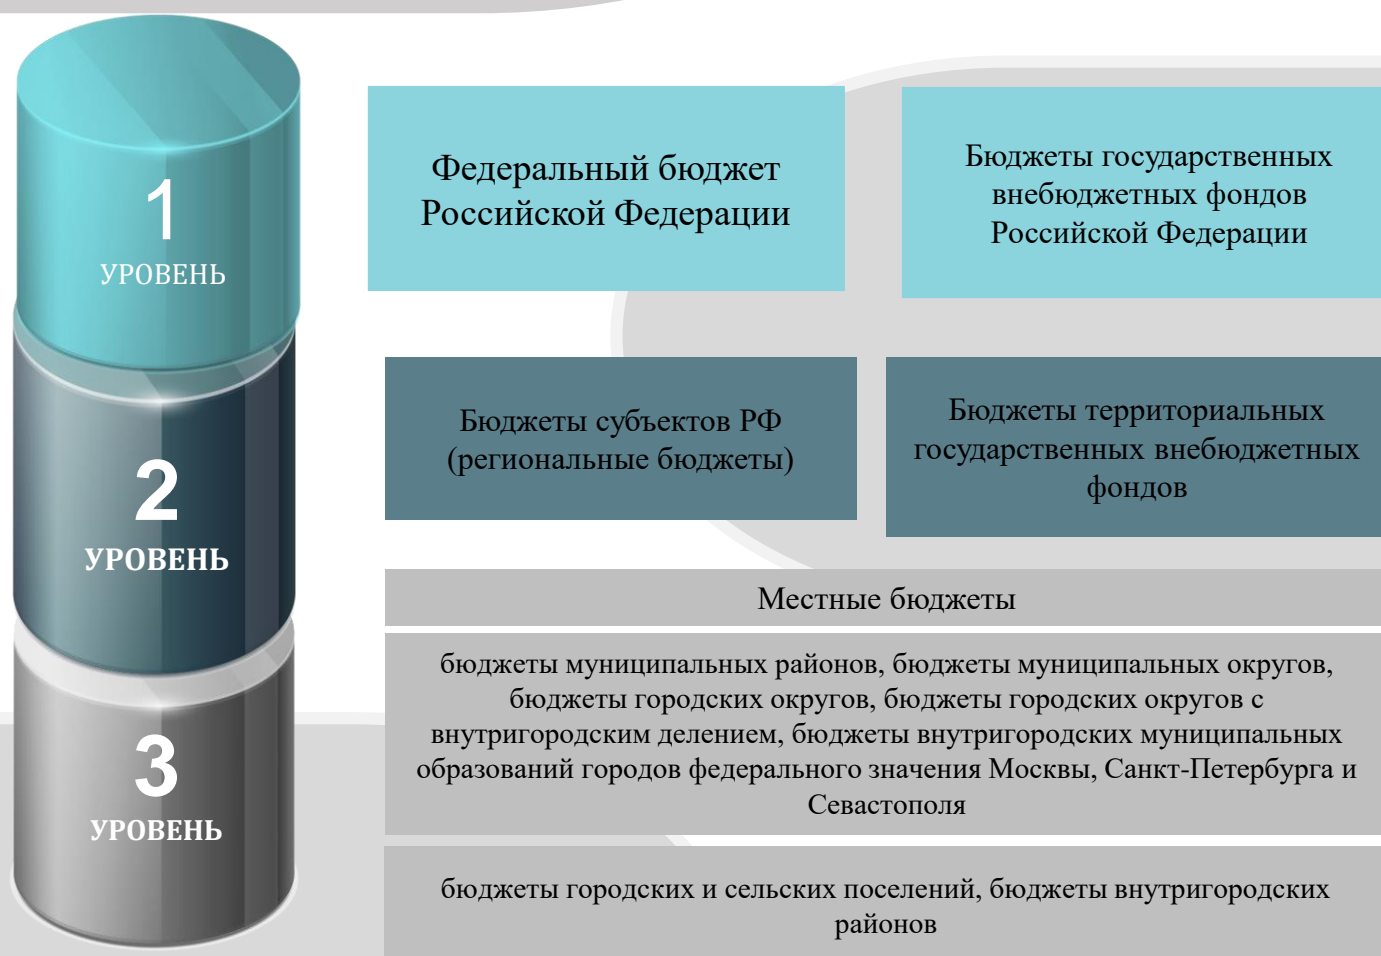 1
УРОВЕНЬ
Федеральный бюджет
Российской Федерации
Бюджеты государственных
внебюджетных фондов
Российской Федерации
2
УРОВЕНЬ
Бюджеты субъектов РФ
(региональные бюджеты)
Бюджеты территориальных
государственных внебюджетных
фондов
3
УРОВЕНЬ
Местные бюджеты
бюджеты муниципальных районов, бюджеты муниципальных округов,
бюджеты городских округов, бюджеты городских округов с
внутригородским делением, бюджеты внутригородских муниципальных
образований городов федерального значения Москвы, Санкт-Петербурга и
Севастополя
бюджеты городских и сельских поселений, бюджеты внутригородских
районов